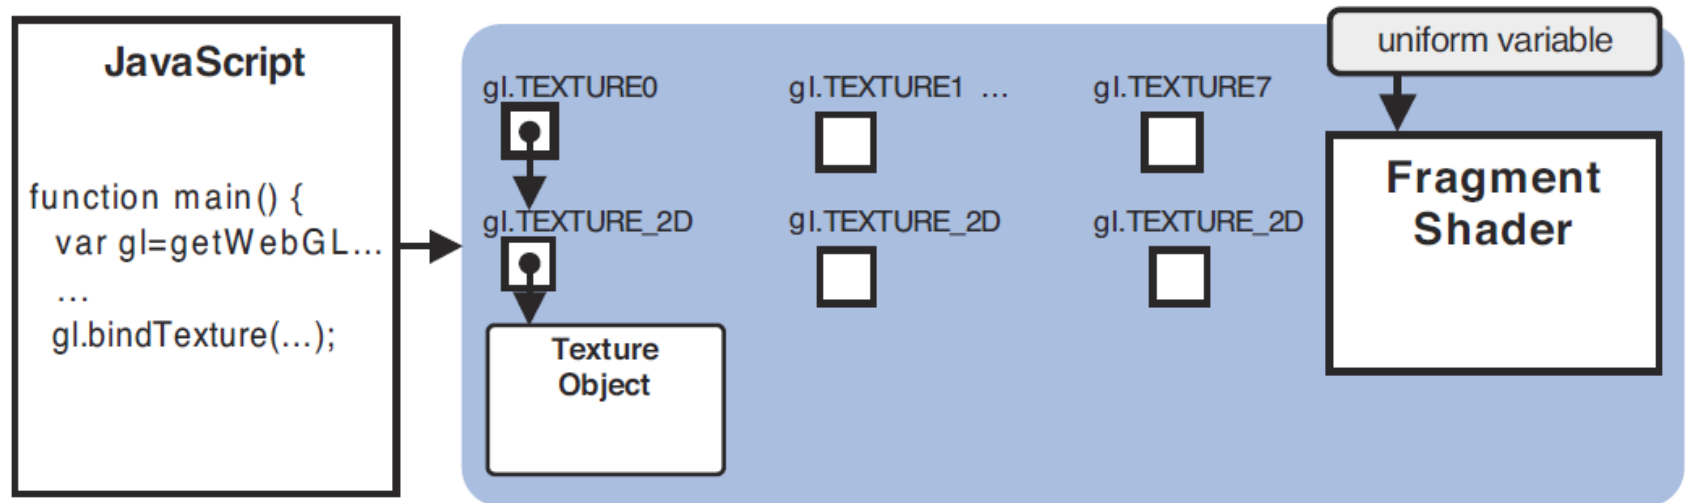 JavaScript
function main() {
var gl=getWebGL...
...
gl.bindTexture(...);
gl.TEXTURE0
gl.TEXTURE1 ...
gl.TEXTURE7
gl.TEXTURE_2D
gl.TEXTURE_2D
gl.TEXTURE_2D
Texture
Object
uniform variable
Fragment
Shader